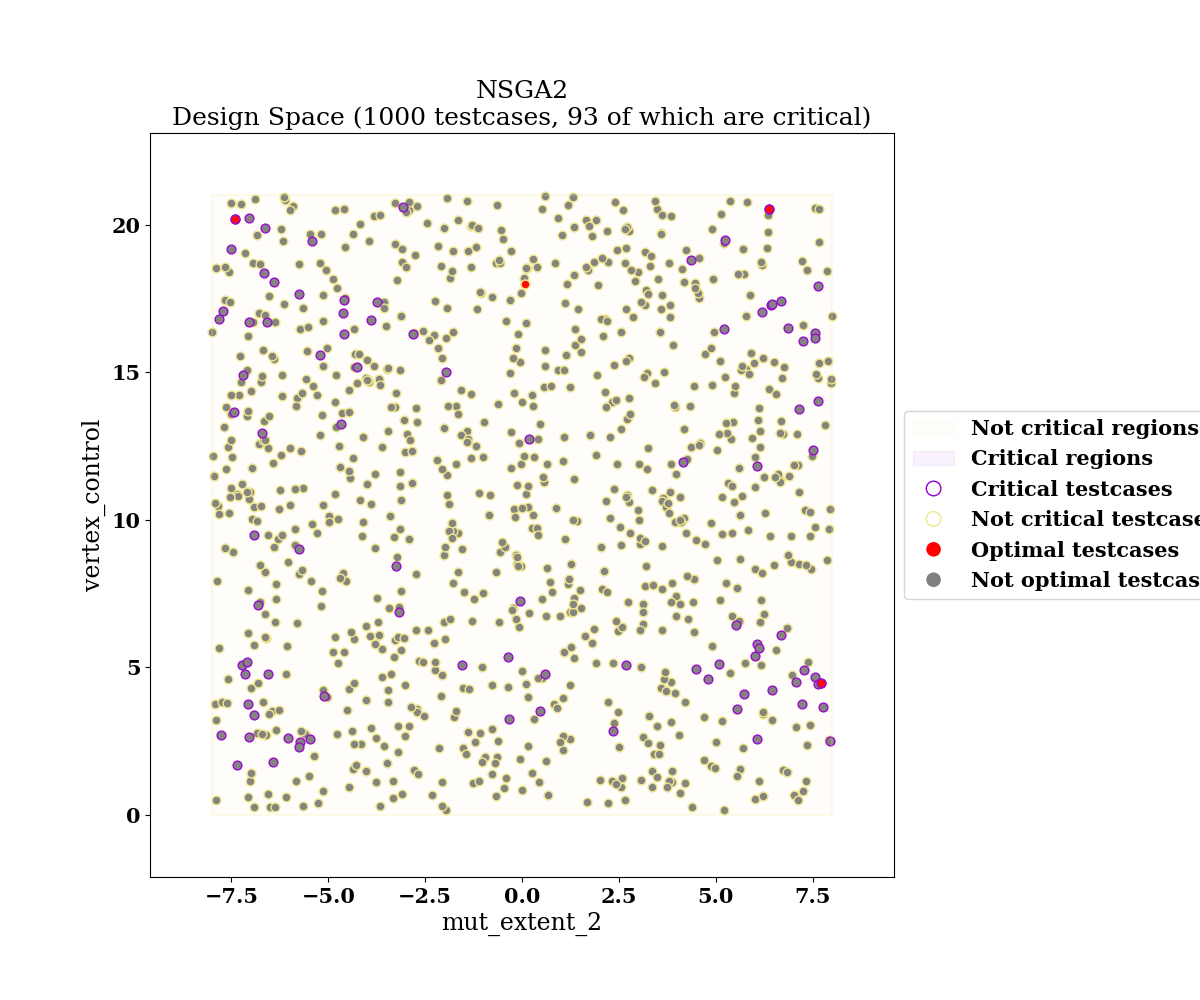 NSGA2
Design Space (1000 testcases, 93 of which are critical)
vertex_control
20
15
10
5
0
−7.5 −5.0 −2.5 0.0 2.5 5.0 7.5
mut_extent_2
Not critical regions
Critical regions
Critical testcases
Not critical testcase
Optimal testcases
Not optimal testcas